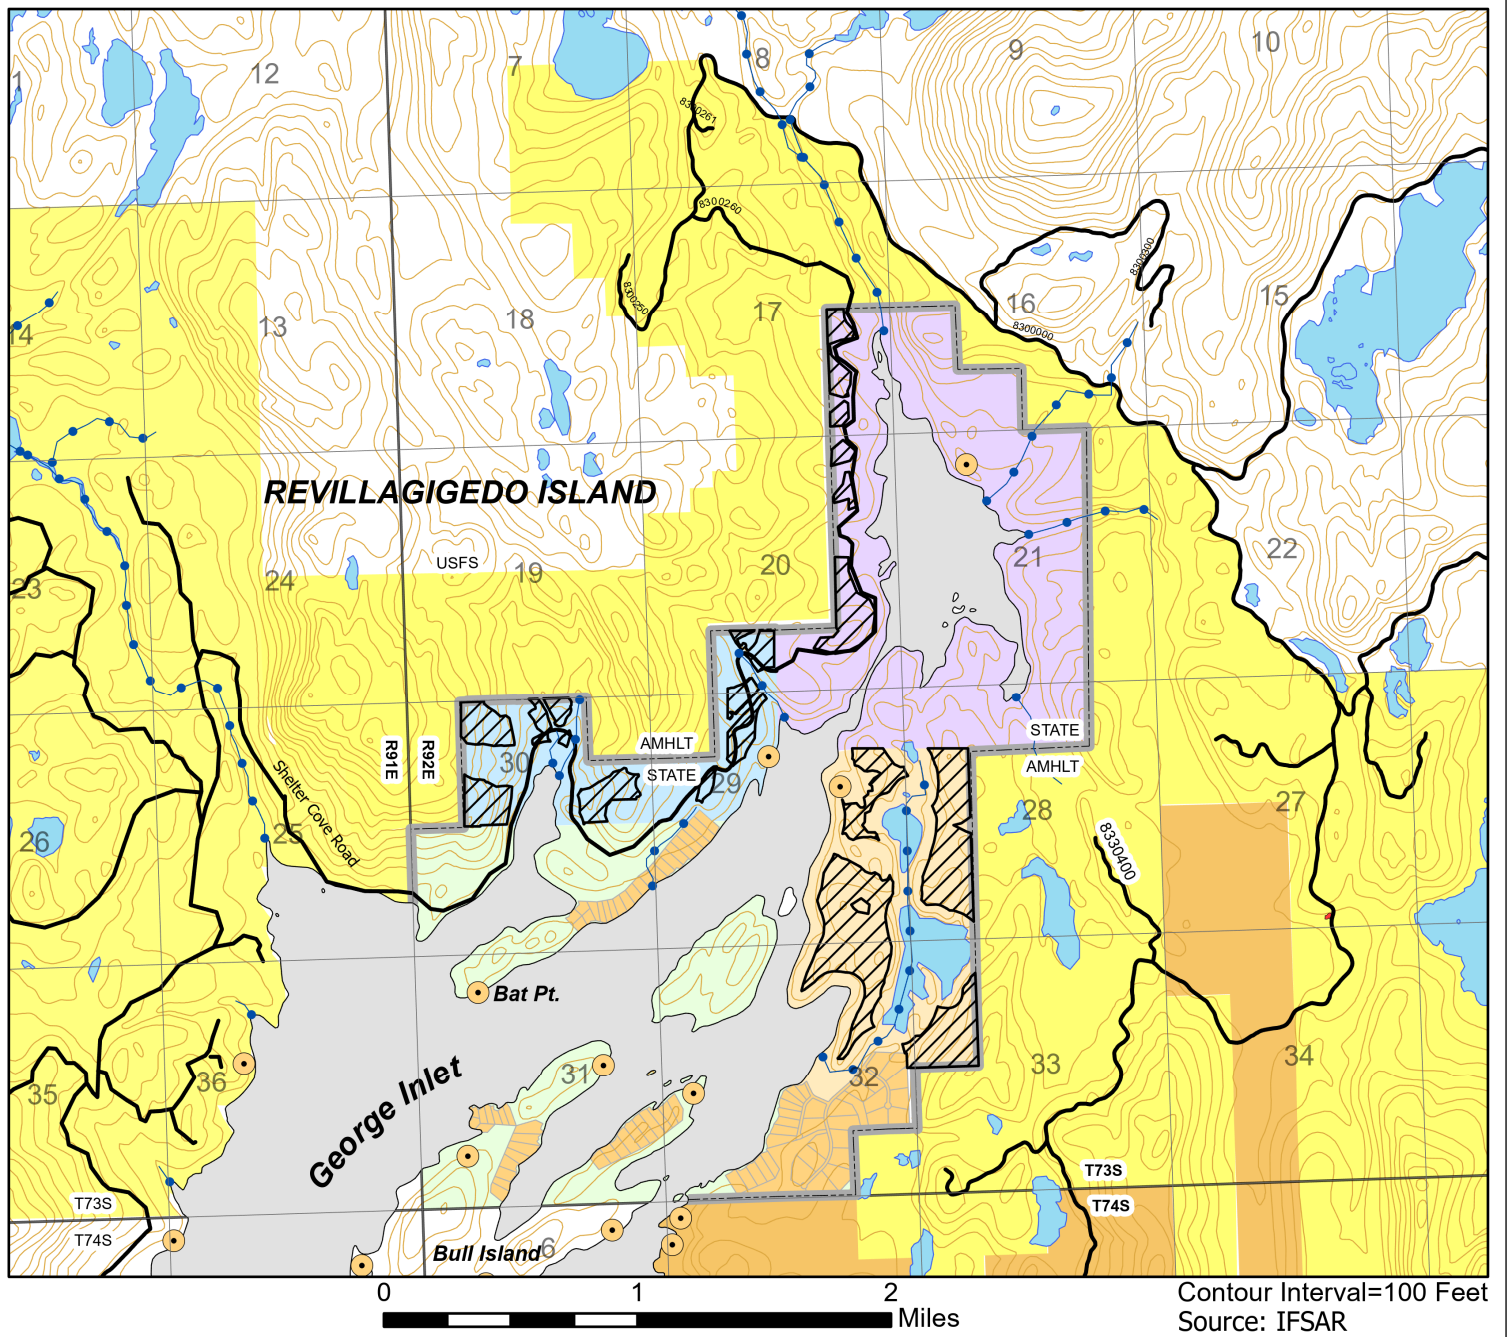 7
8
9
10
12
1
8300261
8300260
8300250
8300300
8300000
13
14
15
16
17
18
REVILLAGIGEDO ISLAND
USFS
19
20
21
22
23
24
R91E
R92E
AMHLT
STATE
STATE
AMHLT
Shelter Cove Road
25
26
27
28
29
30
8330400
Bat Pt.
George Inlet
31
32
33
34
35
36
T73S
T74S
T73S
T74S
Bull Island
6
0
1
2
Miles
Contour Interval=100 Feet
Source: IFSAR